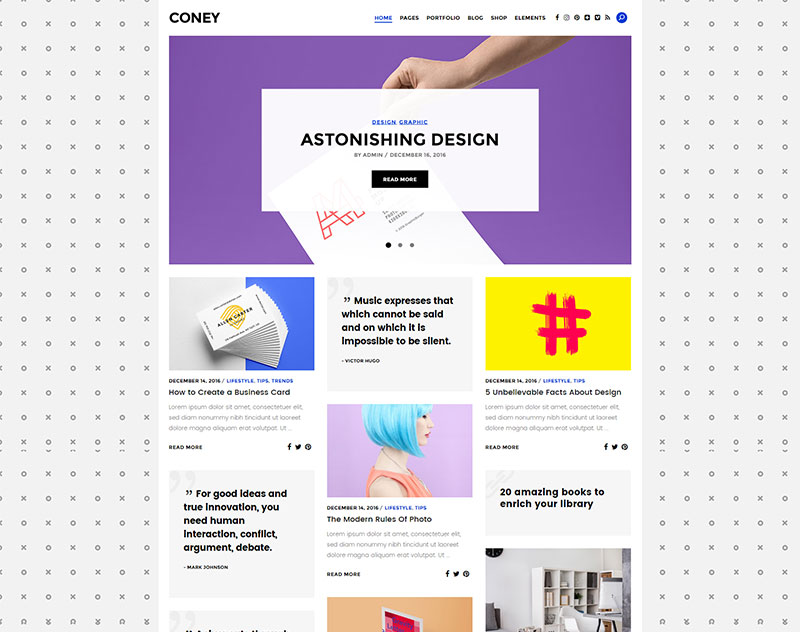 CONEY
HOME PAGES PORTFOLIO BLOG SHOP ELEMENTS
DESIGN GRAPHIC
ASTONISHING DESIGN
BY ADMIN / DECEMBER 16, 2016
READ MORE
ALLEN CARTER
DECEMBER 14, 2016 / LIFESTYLE, TIPS, TRENDS
How to Create a Business Card
Lorem ipsum dolor sit amet, consectetuer elit,
sed diam nonummy nibh tincidunt ut laoreet
dolore magna aliquam erat volutpat. Ut ...
READ MORE
” For good ideas and
true innovation, you
need human
interaction, conflict,
argument, debate.
- MARK JOHNSON
” Music expresses that
which cannot be said
and on which it is
impossible to be silent.
- VICTOR HUGO
DECEMBER 14, 2016 / LIFESTYLE, TIPS
The Modern Rules Of Photo
Lorem ipsum dolor sit amet, consectetuer elit,
sed diam nonummy nibh tincidunt ut laoreet
dolore magna aliquam erat volutpat. Ut ...
READ MORE
#
DECEMBER 14, 2016 / LIFESTYLE, TIPS
5 Unbelievable Facts About Design
Lorem ipsum dolor sit amet, consectetuer elit,
sed diam nonummy nibh tincidunt ut laoreet
dolore magna aliquam erat volutpat. Ut ...
READ MORE
20 amazing books to
enrich your library